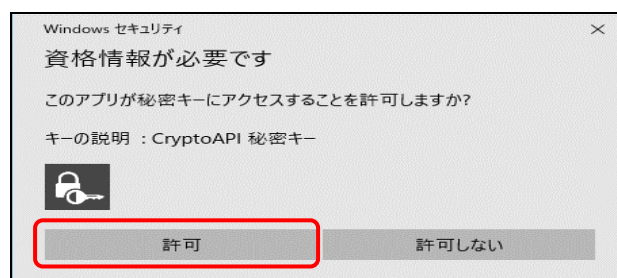 Windows セキュリティ
資格情報が必要です
このアプリが秘密キーにアクセスすることを許可しますか?
キーの説明 : CryptoAPI 秘密キー
許可
許可しない